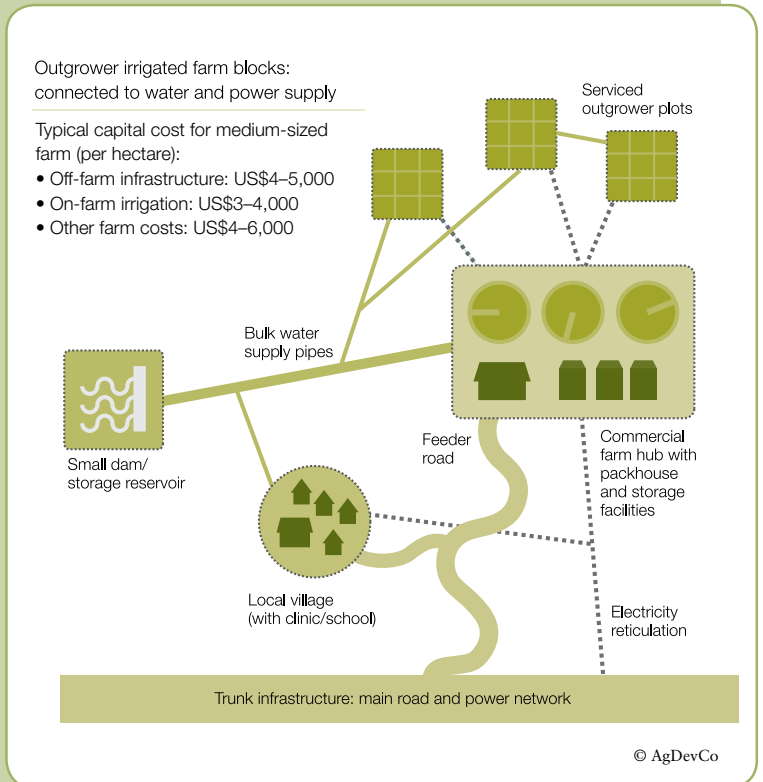 Outgrower irrigated farm blocks:
connected to water and power supply
Typical capital cost for medium-sized
farm (per hectare):
• Off-farm infrastructure: US$4–5,000
• On-farm irrigation: US$3–4,000
• Other farm costs: US$4–6,000
Serviced
outgrower plots
Bulk water
supply pipes
Small dam/
storage reservoir
Feeder
road
Commercial
farm hub with
packhouse
and storage
facilities
Local village
(with clinic/school)
Electricity
reticulation
Trunk infrastructure: main road and power network
© AgDevCo